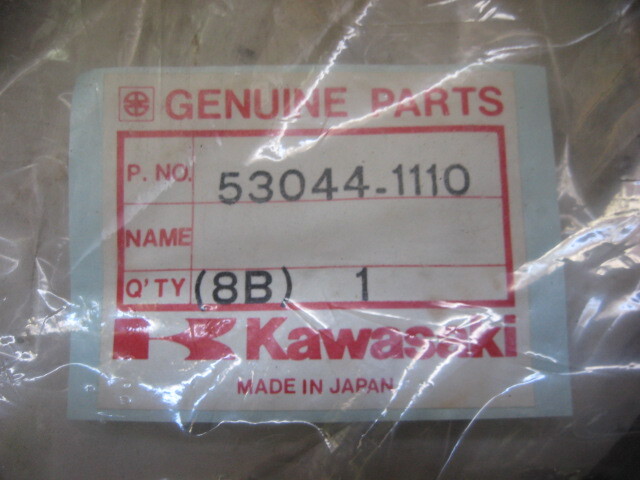 GENUINE PARTS
P. NO. 53044-1110
NAME
Q'TY (8B) 1
Kawasaki
MADE IN JAPAN